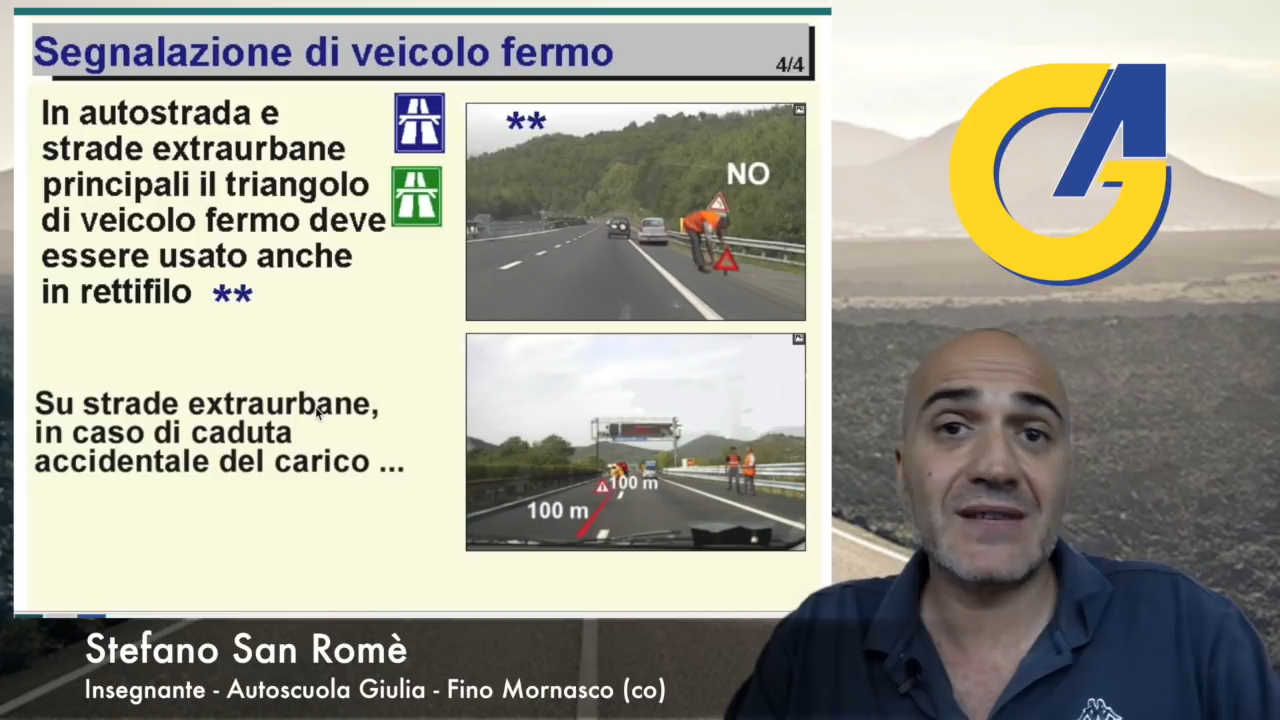 Segnalazione di veicolo fermo
4/4
In autostrada e
strade extraurbane
principali il triangolo
di veicolo fermo deve
essere usato anche
in rettifilo **
**
NO
Su strade extraurbane,
in caso di caduta
accidentale del carico ...
100 m
100 m
GA
Stefano San Romè
Insegnante - Autoscuola Giulia - Fino Mornasco (co)